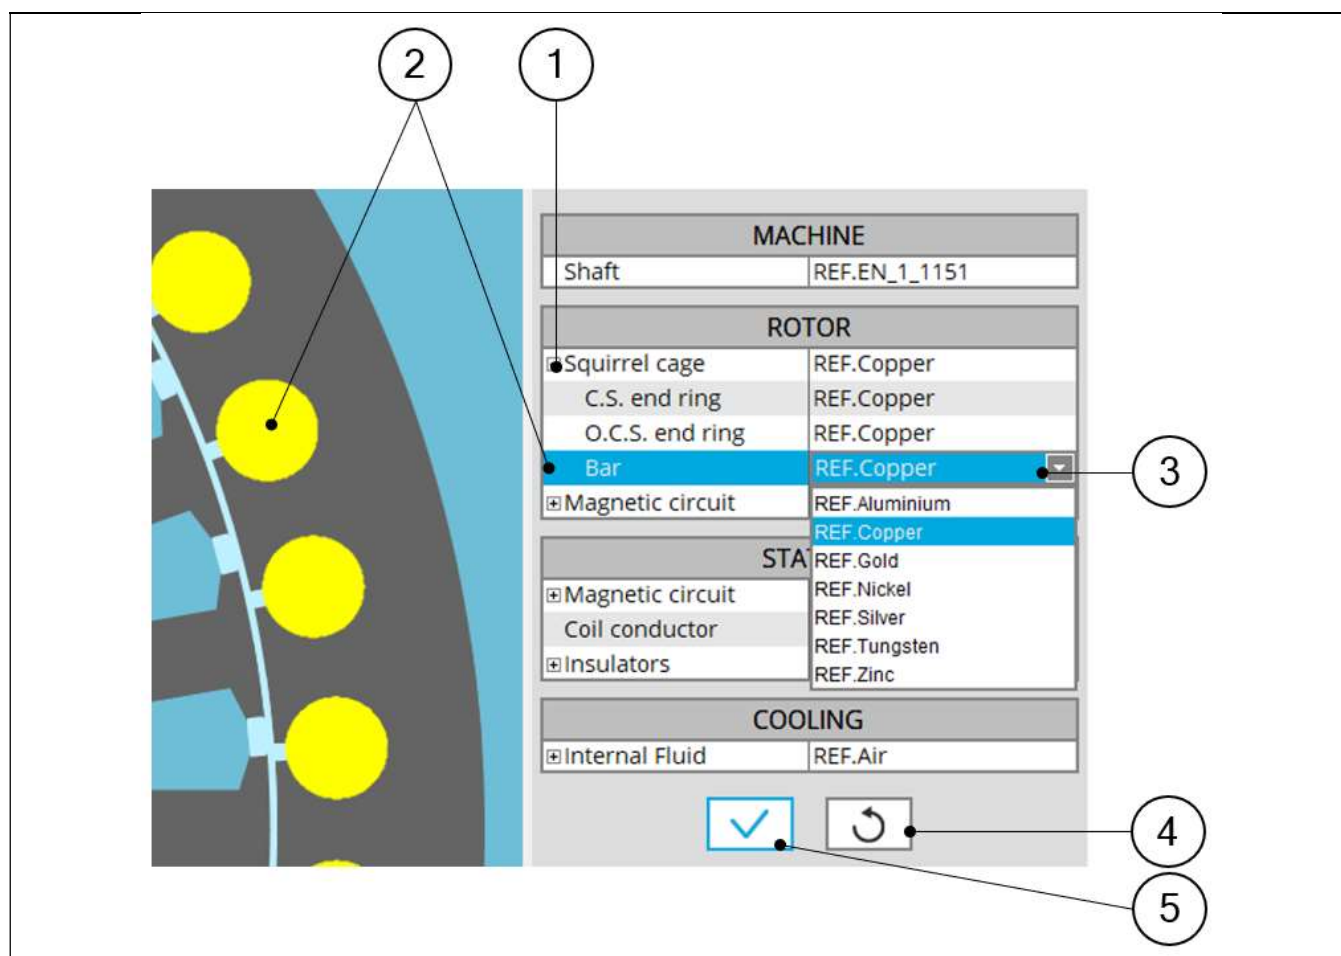 2 1
MACHINE
Shaft REF.EN_1_1151
ROTOR
Squirrel cage REF.Copper
C.S. end ring REF.Copper
O.C.S. end ring REF.Copper
Bar REF.Copper
3
Magnetic circuit REF.Aluminium
REF.Copper
STAT REF.Gold
Magnetic circuit REF.Nickel
Coil conductor REF.Silver
REF.Tungsten
Insulators REF.Zinc
COOLING
Internal Fluid REF.Air
4
5